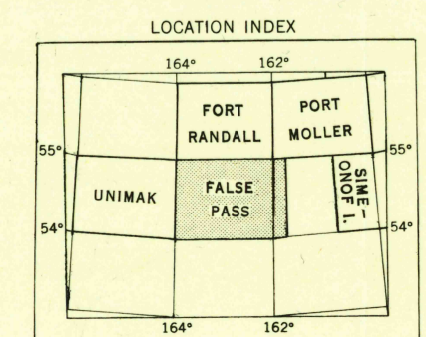 LOCATION INDEX
164° 162°
FORT RANDALL
PORT MOLLER
55° 55°
UNIMAK
FALSE PASS
SIME-
ONOF I.
54° 54°
164° 162°